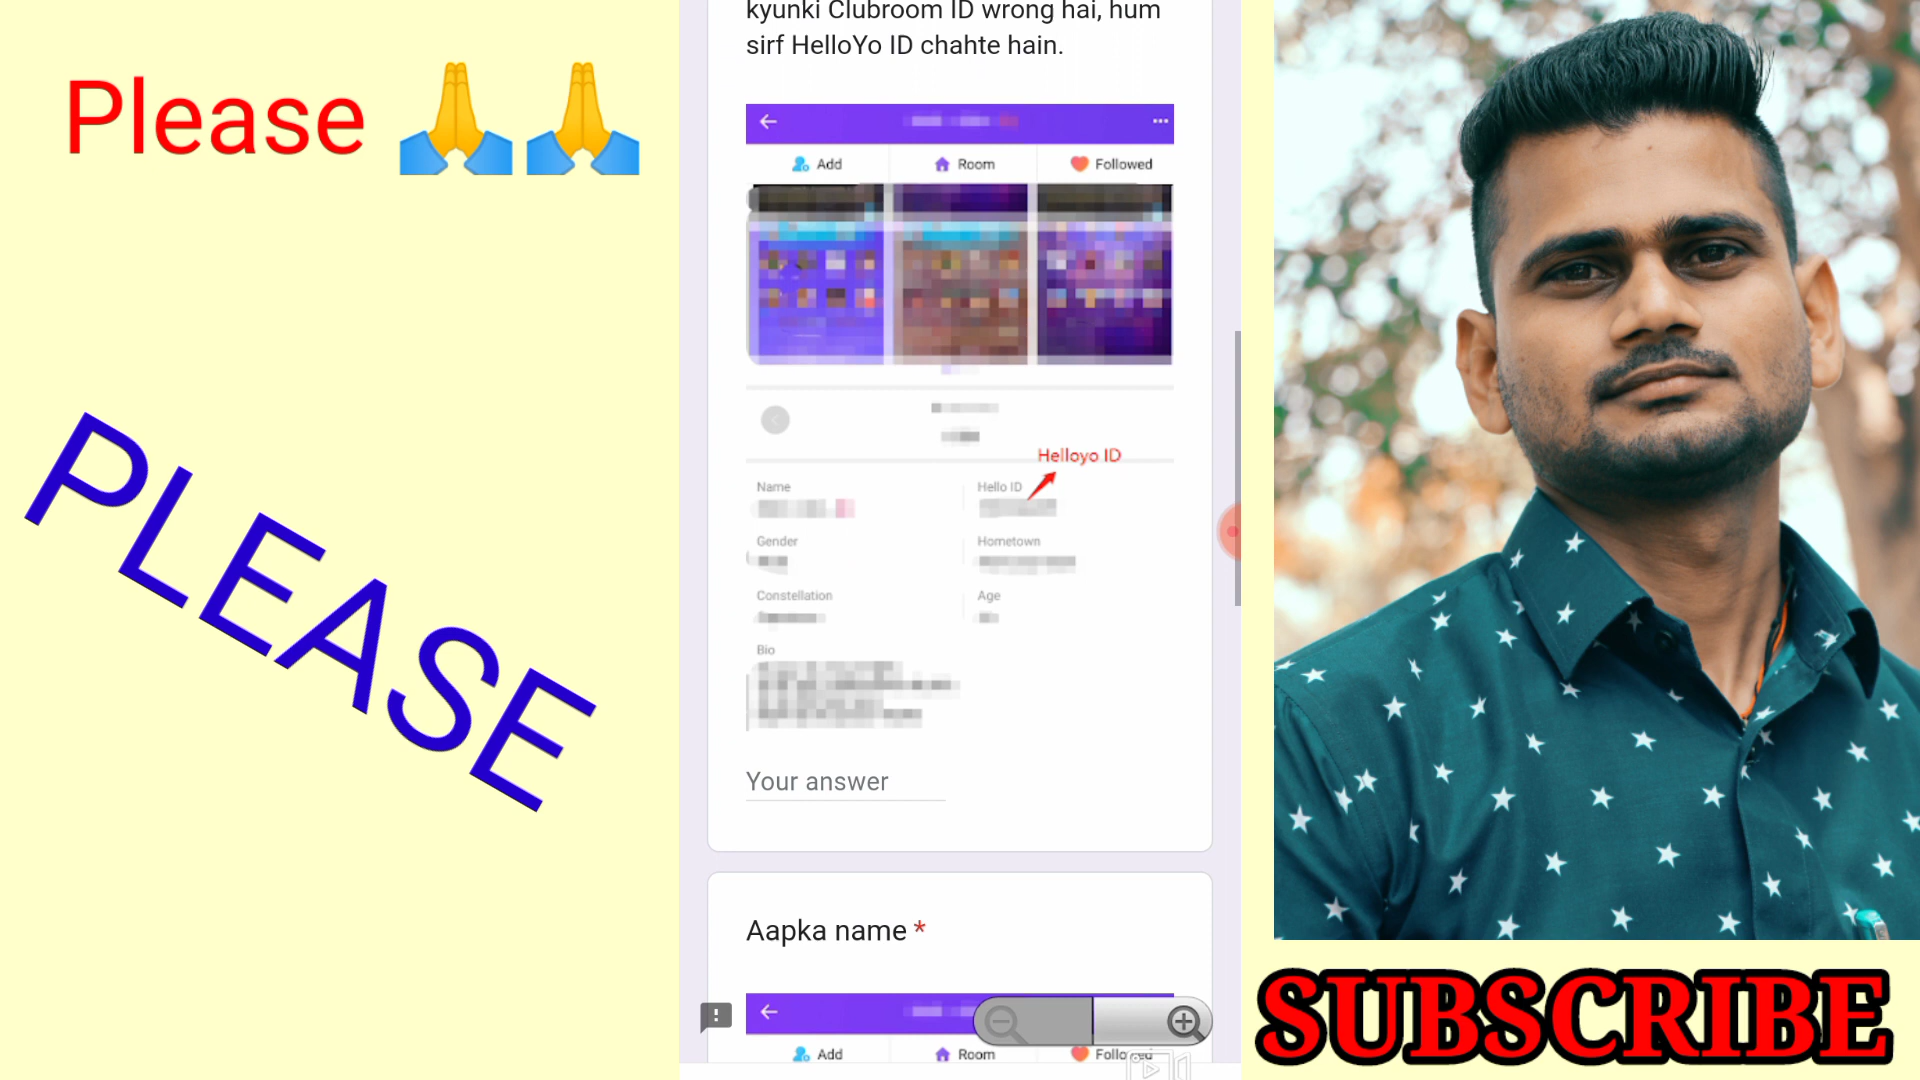 Please 🙏🙏
PLEASE
kyunki Clubroom ID wrong hai, hum
sirf HelloYo ID chahte hain.
Add
Room
Followed
Helloyo ID
Name
Hello ID
Gender
Hometown
Constellation
Age
Bio
Your answer
Aapka name *
Add
Room
Followed
SUBSCRIBE